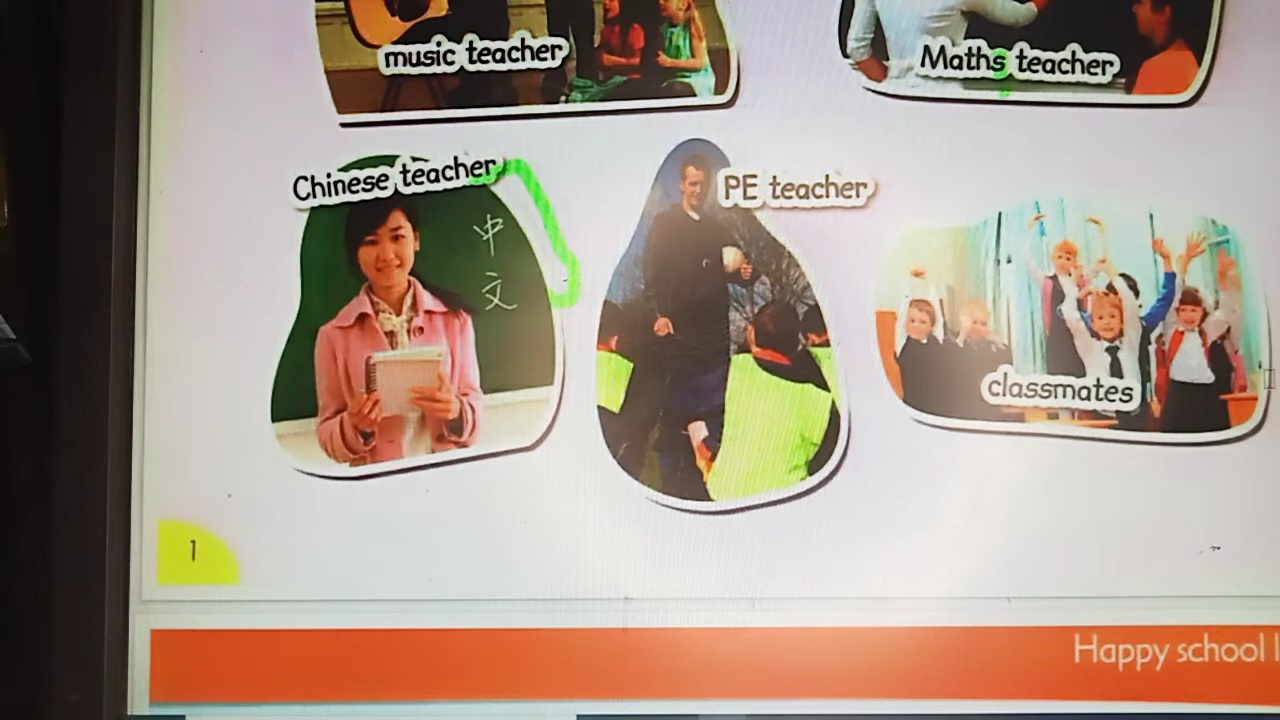 music teacher
Maths teacher
Chinese teacher
中
文
PE teacher
classmates
1
Happy school